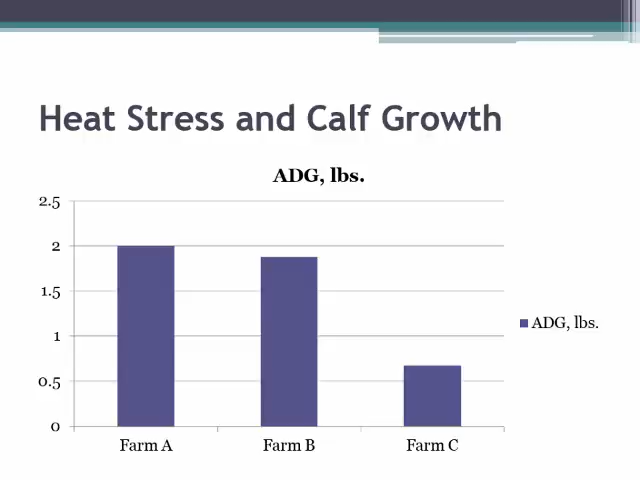 Heat Stress and Calf Growth
ADG, lbs.
2.5
2
1.5
1
0.5
0
Farm A
Farm B
Farm C
ADG, lbs.